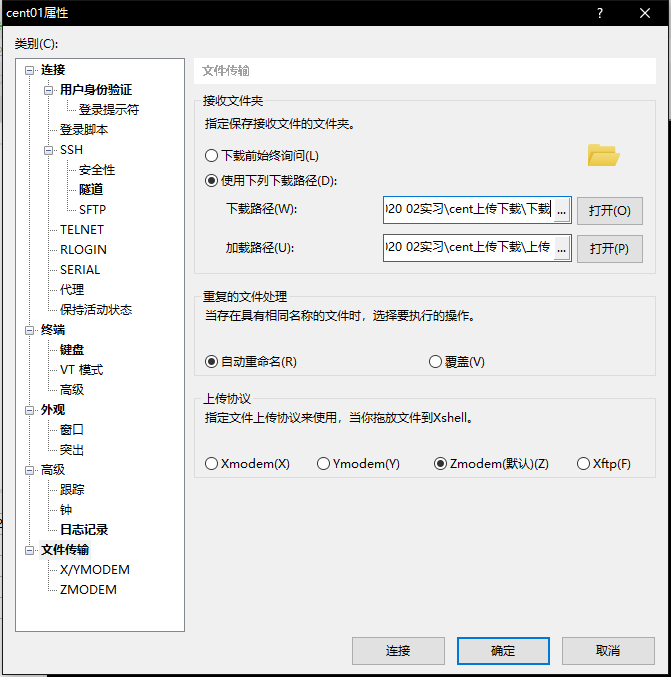 cent01属性
类别(C):
连接
用户身份验证
登录提示符
登录脚本
SSH
安全性
隧道
SFTP
TELNET
RLOGIN
SERIAL
代理
保持活动状态
终端
键盘
VT 模式
高级
外观
窗口
突出
高级
跟踪
钟
日志记录
文件传输
X/YMODEM
ZMODEM
文件传输
接收文件夹
指定保存接收文件的文件夹。
下载前始终询问(L)
使用下列下载路径(D):
下载路径(W): 020 02实习\cent上传下载\下载 ... 打开(O)
加载路径(U): 020 02实习\cent上传下载\上传 ... 打开(P)
重复的文件处理
当存在具有相同名称的文件时，选择要执行的操作。
自动重命名(R) 覆盖(V)
上传协议
指定文件上传协议来使用，当你拖放文件到Xshell。
Xmodem(X) Ymodem(Y) Zmodem(默认)(Z) Xftp(F)
连接 确定 取消